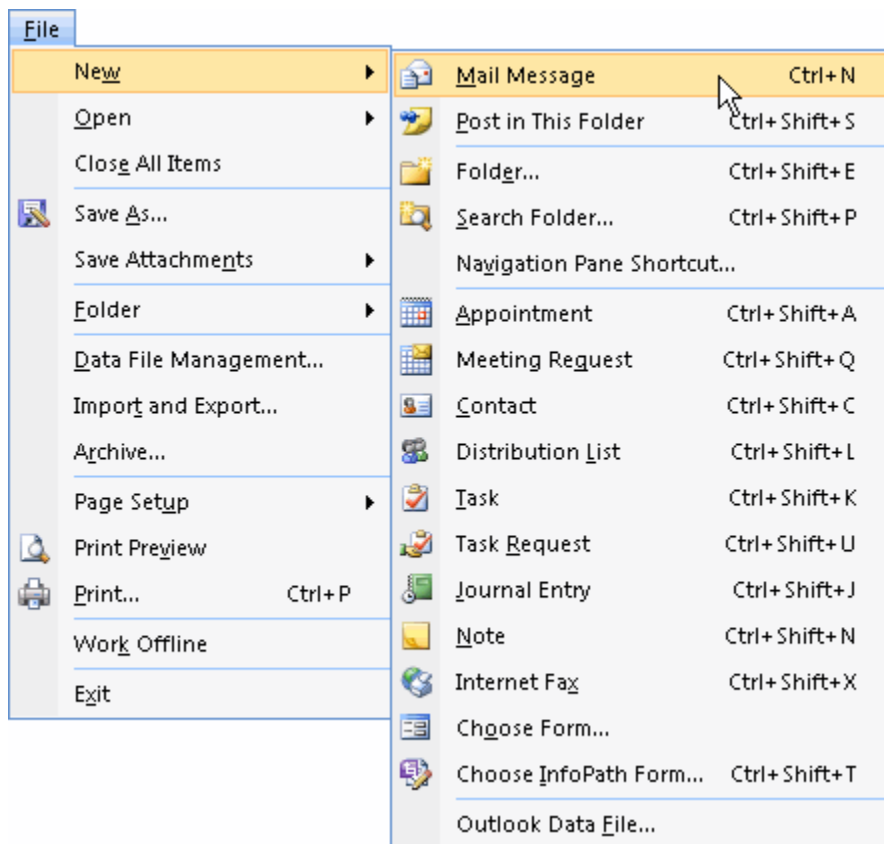 File
New
Open
Close All Items
Save As...
Save Attachments
Folder
Data File Management...
Import and Export...
Archive...
Page Setup
Print Preview
Print... Ctrl+P
Work Offline
Exit
Mail Message Ctrl+N
Post in This Folder Ctrl+Shift+S
Folder... Ctrl+Shift+E
Search Folder... Ctrl+Shift+P
Navigation Pane Shortcut...
Appointment Ctrl+Shift+A
Meeting Request Ctrl+Shift+Q
Contact Ctrl+Shift+C
Distribution List Ctrl+Shift+L
Task Ctrl+Shift+K
Task Request Ctrl+Shift+U
Journal Entry Ctrl+Shift+J
Note Ctrl+Shift+N
Internet Fax Ctrl+Shift+X
Choose Form...
Choose InfoPath Form... Ctrl+Shift+T
Outlook Data File...